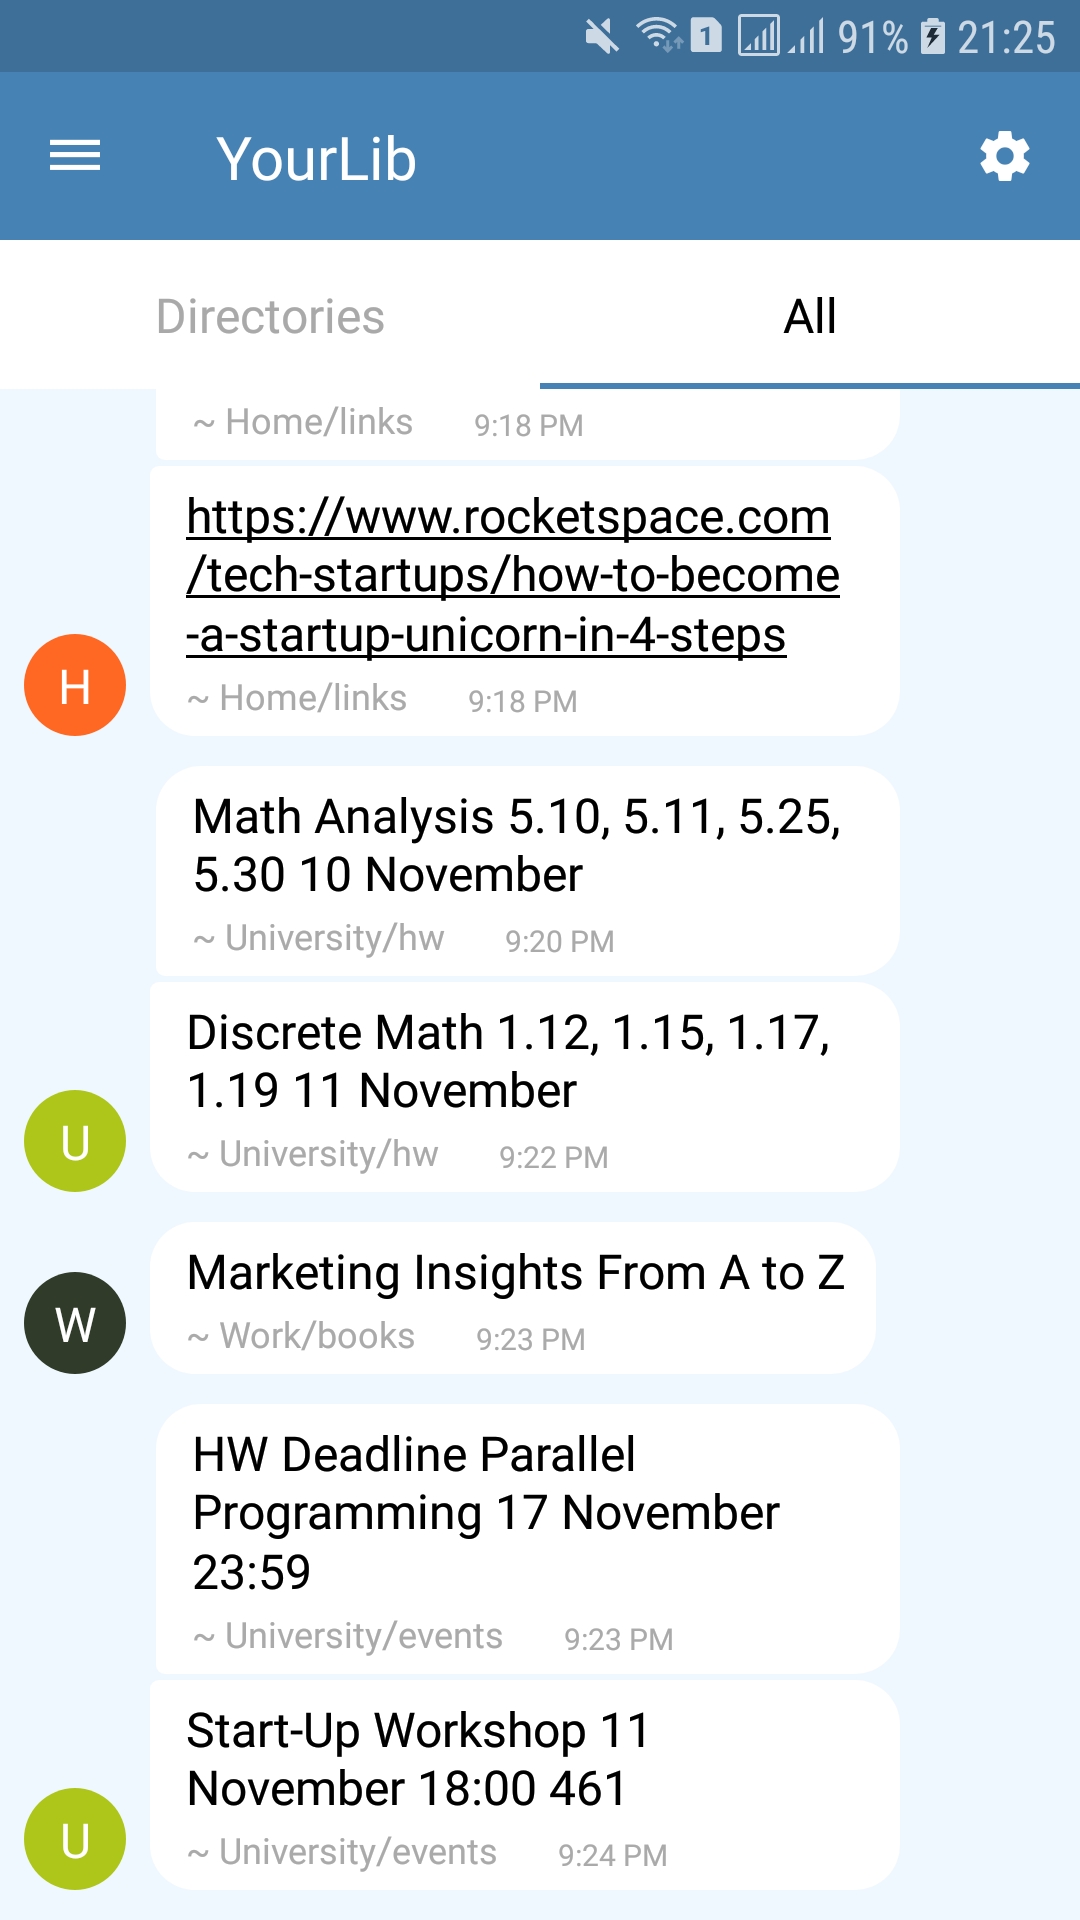 1 91% 21:25
YourLib
Directories All
~ Home/links 9:18 PM
https://www.rocketspace.com
/tech-startups/how-to-become
-a-startup-unicorn-in-4-steps
H
~ Home/links 9:18 PM
Math Analysis 5.10, 5.11, 5.25,
5.30 10 November
~ University/hw 9:20 PM
Discrete Math 1.12, 1.15, 1.17,
1.19 11 November
U
~ University/hw 9:22 PM
Marketing Insights From A to Z
W
~ Work/books 9:23 PM
HW Deadline Parallel
Programming 17 November
23:59
~ University/events 9:23 PM
Start-Up Workshop 11
November 18:00 461
U
~ University/events 9:24 PM